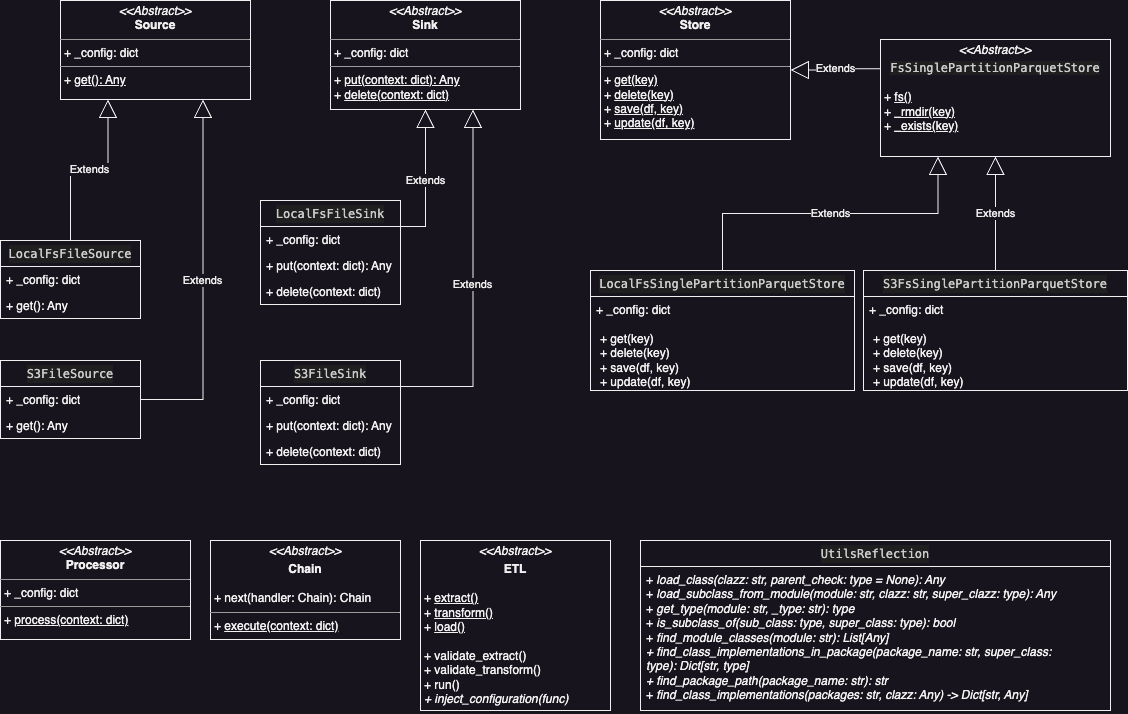 <<Abstract>>
Source
+ _config: dict
+ get(): Any
<<Abstract>>
Sink
+ _config: dict
+ put(context: dict): Any
+ delete(context: dict)
<<Abstract>>
Store
+ _config: dict
+ get(key)
+ delete(key)
+ save(df, key)
+ update(df, key)
Extends
<<Abstract>>
FsSinglePartitionParquetStore
+ fs()
+ _rmdir(key)
+ _exists(key)
Extends
Extends
Extends
Extends
LocalFsFileSource
+ _config: dict
+ get(): Any
Extends
LocalFsFileSink
+ _config: dict
+ put(context: dict): Any
+ delete(context: dict)
Extends
LocalFsSinglePartitionParquetStore
+ _config: dict
+ get(key)
+ delete(key)
+ save(df, key)
+ update(df, key)
S3FsSinglePartitionParquetStore
+ _config: dict
+ get(key)
+ delete(key)
+ save(df, key)
+ update(df, key)
S3FileSource
+ _config: dict
+ get(): Any
S3FileSink
+ _config: dict
+ put(context: dict): Any
+ delete(context: dict)
<<Abstract>>
Processor
+ _config: dict
+ process(context: dict)
<<Abstract>>
Chain
+ next(handler: Chain): Chain
+ execute(context: dict)
<<Abstract>>
ETL
+ extract()
+ transform()
+ load()
+ validate_extract()
+ validate_transform()
+ run()
+ inject_configuration(func)
UtilsReflection
+ load_class(clazz: str, parent_check: type = None): Any
+ load_subclass_from_module(module: str, clazz: str, super_clazz: type): Any
+ get_type(module: str, _type: str): type
+ is_subclass_of(sub_class: type, super_class: type): bool
+ find_module_classes(module: str): List[Any]
+ find_class_implementations_in_package(package_name: str, super_class:
type): Dict[str, type]
+ find_package_path(package_name: str): str
+ find_class_implementations(packages: str, clazz: Any) -> Dict[str, Any]